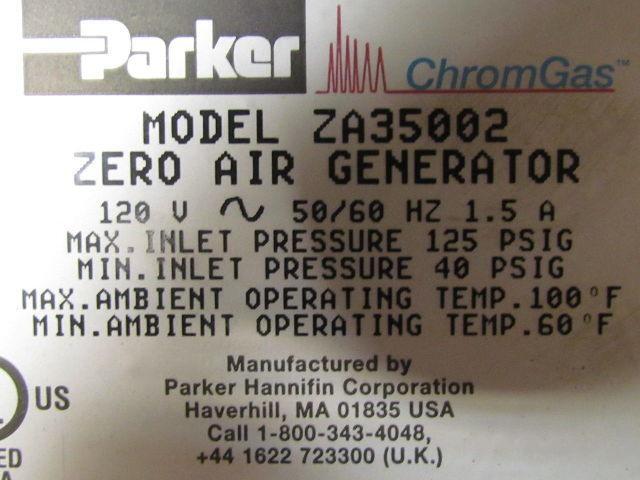 Parker
ChromGas™
MODEL ZA35002
ZERO AIR GENERATOR
120 V ∿ 50/60 HZ 1.5 A
MAX.INLET PRESSURE 125 PSIG
MIN.INLET PRESSURE 40 PSIG
MAX.AMBIENT OPERATING TEMP.100°F
MIN.AMBIENT OPERATING TEMP.60°F
Manufactured by
Parker Hannifin Corporation
Haverhill, MA 01835 USA
Call 1-800-343-4048,
+44 1622 723300 (U.K.)
US